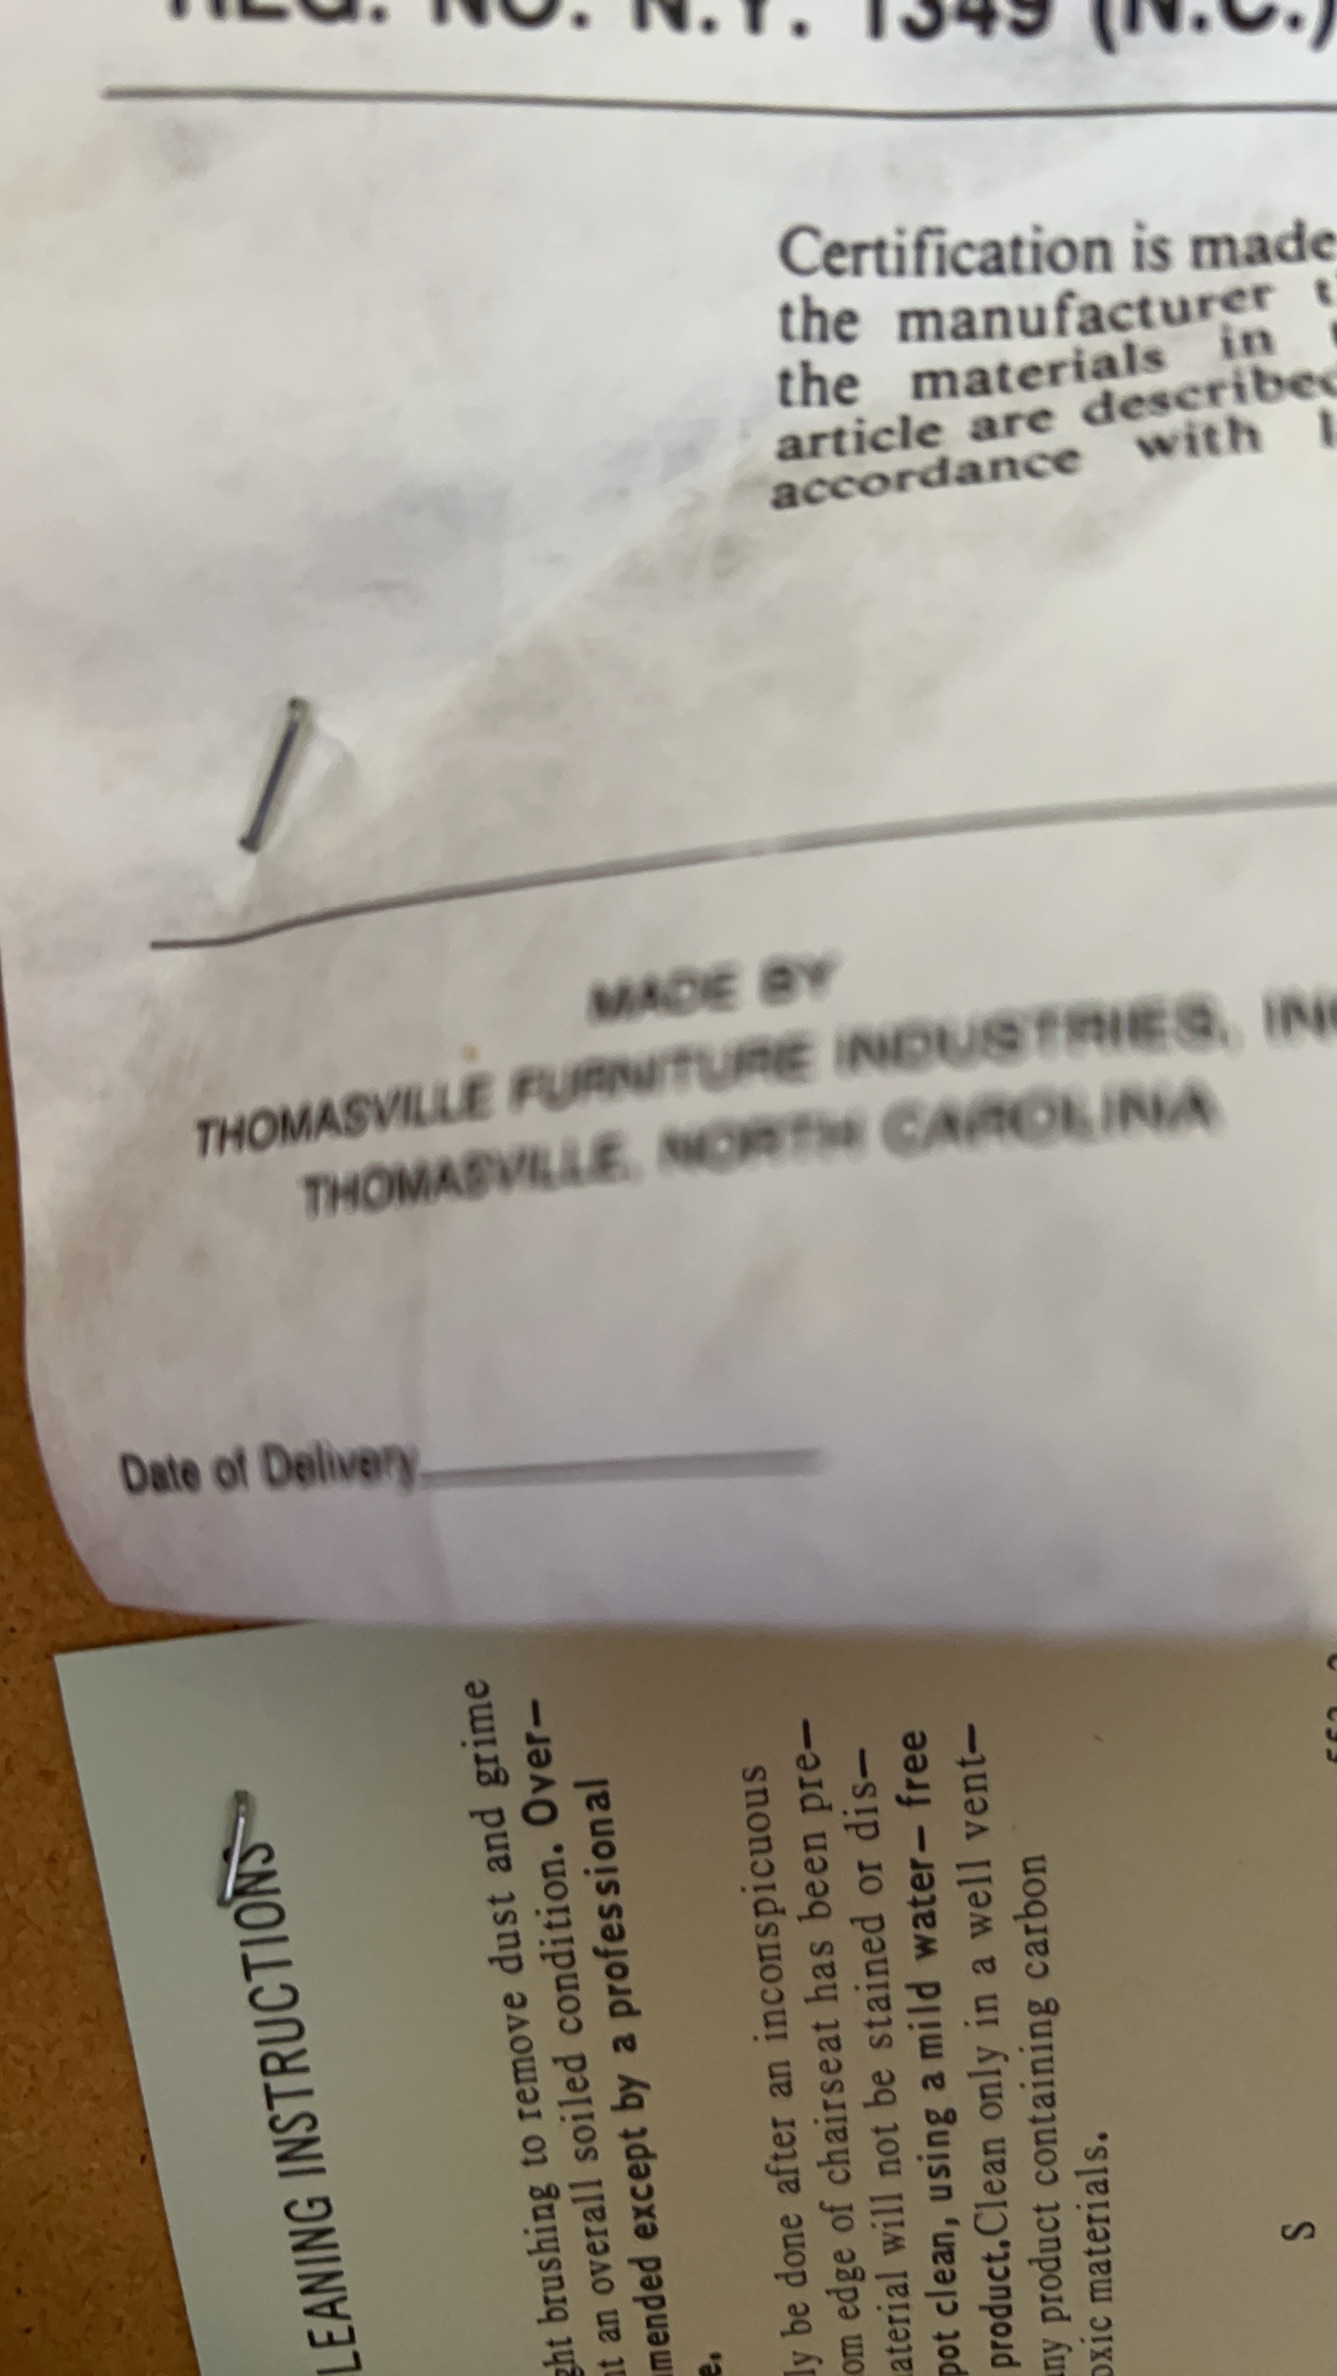 REG. NO. N.Y. 1349 (N.C.)
Certification is made
the manufacturer t
the materials in
article are described
accordance with l
MADE BY
THOMASVILLE FURNITURE INDUSTRIES, INC
THOMASVILLE, NORTH CAROLINA
Date of Delivery
LEANING INSTRUCTIONS
ght brushing to remove dust and grime
nt an overall soiled condition. Over-
mended except by a professional
e.
ly be done after an inconspicuous
om edge of chairseat has been pre-
aterial will not be stained or dis-
pot clean, using a mild water-free
product. Clean only in a well vent-
ny product containing carbon
oxic materials.
S